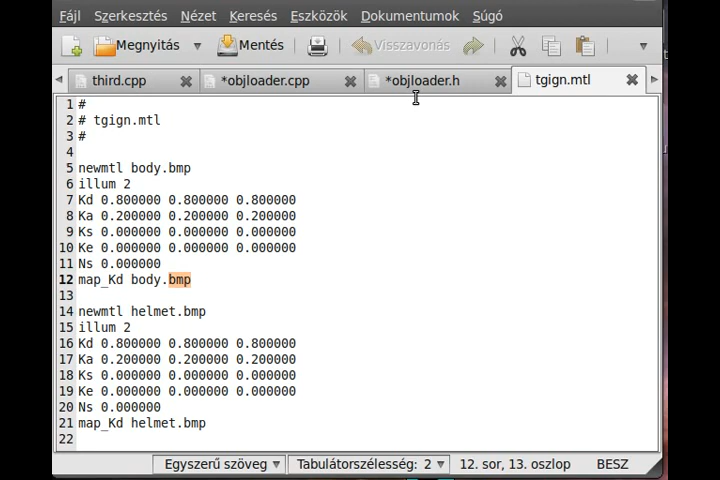 Fájl Szerkesztés Nézet Keresés Eszközök Dokumentumok Súgó
Megnyitás Mentés Visszavonás
third.cpp *objloader.cpp *objloader.h tgign.mtl
1 #
2 # tgign.mtl
3 #
4
5 newmtl body.bmp
6 illum 2
7 Kd 0.800000 0.800000 0.800000
8 Ka 0.200000 0.200000 0.200000
9 Ks 0.000000 0.000000 0.000000
10 Ke 0.000000 0.000000 0.000000
11 Ns 0.000000
12 map_Kd body.bmp
13
14 newmtl helmet.bmp
15 illum 2
16 Kd 0.800000 0.800000 0.800000
17 Ka 0.200000 0.200000 0.200000
18 Ks 0.000000 0.000000 0.000000
19 Ke 0.000000 0.000000 0.000000
20 Ns 0.000000
21 map_Kd helmet.bmp
22
Egyszerű szöveg Tabulátorszélesség: 2 12. sor, 13. oszlop BESZ